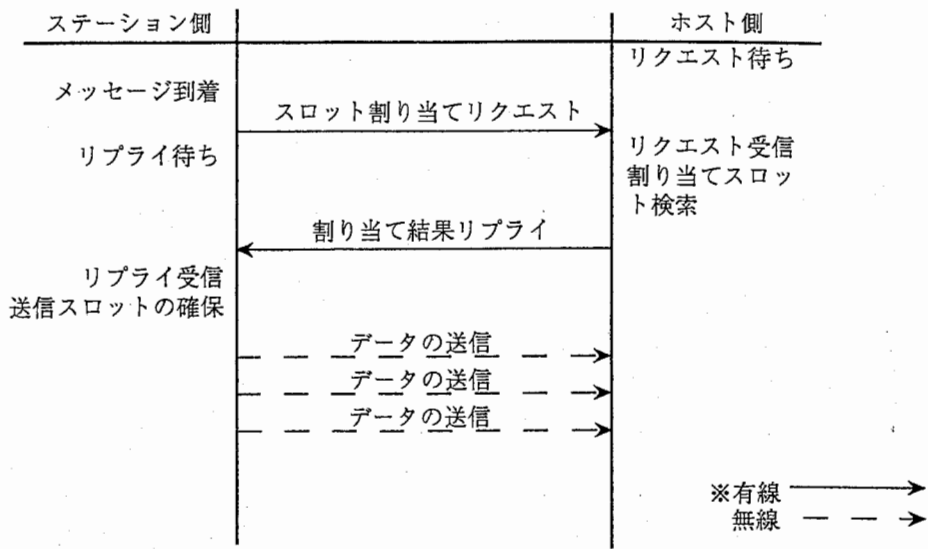 ステーション側
ホスト側
リクエスト待ち
メッセージ到着
スロット割り当てリクエスト
リプライ待ち
リクエスト受信
割り当てスロッ
ト検索
割り当て結果リプライ
リプライ受信
送信スロットの確保
データの送信
データの送信
データの送信
※有線
無線